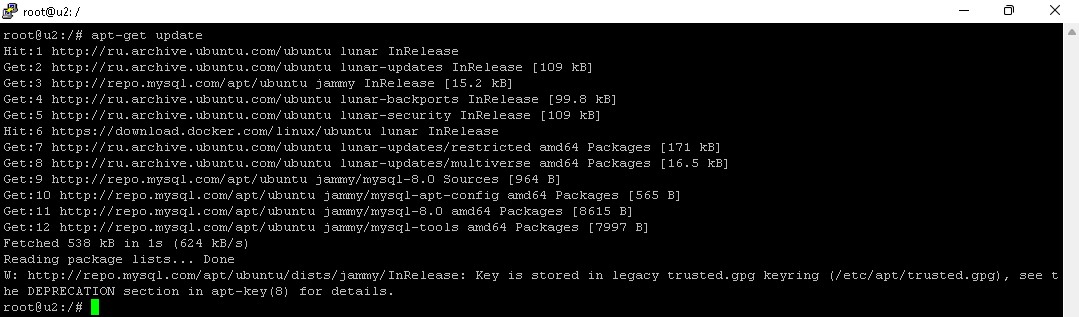 root@u2: /
root@u2:/# apt-get update
Hit:1 http://ru.archive.ubuntu.com/ubuntu lunar InRelease
Get:2 http://ru.archive.ubuntu.com/ubuntu lunar-updates InRelease [109 kB]
Get:3 http://repo.mysql.com/apt/ubuntu jammy InRelease [15.2 kB]
Get:4 http://ru.archive.ubuntu.com/ubuntu lunar-backports InRelease [99.8 kB]
Get:5 http://ru.archive.ubuntu.com/ubuntu lunar-security InRelease [109 kB]
Hit:6 https://download.docker.com/linux/ubuntu lunar InRelease
Get:7 http://ru.archive.ubuntu.com/ubuntu lunar-updates/restricted amd64 Packages [171 kB]
Get:8 http://ru.archive.ubuntu.com/ubuntu lunar-updates/multiverse amd64 Packages [16.5 kB]
Get:9 http://repo.mysql.com/apt/ubuntu jammy/mysql-8.0 Sources [964 B]
Get:10 http://repo.mysql.com/apt/ubuntu jammy/mysql-apt-config amd64 Packages [565 B]
Get:11 http://repo.mysql.com/apt/ubuntu jammy/mysql-8.0 amd64 Packages [8615 B]
Get:12 http://repo.mysql.com/apt/ubuntu jammy/mysql-tools amd64 Packages [7997 B]
Fetched 538 kB in 1s (624 kB/s)
Reading package lists... Done
W: http://repo.mysql.com/apt/ubuntu/dists/jammy/InRelease: Key is stored in legacy trusted.gpg keyring (/etc/apt/trusted.gpg), see t
he DEPRECATION section in apt-key(8) for details.
root@u2:/#